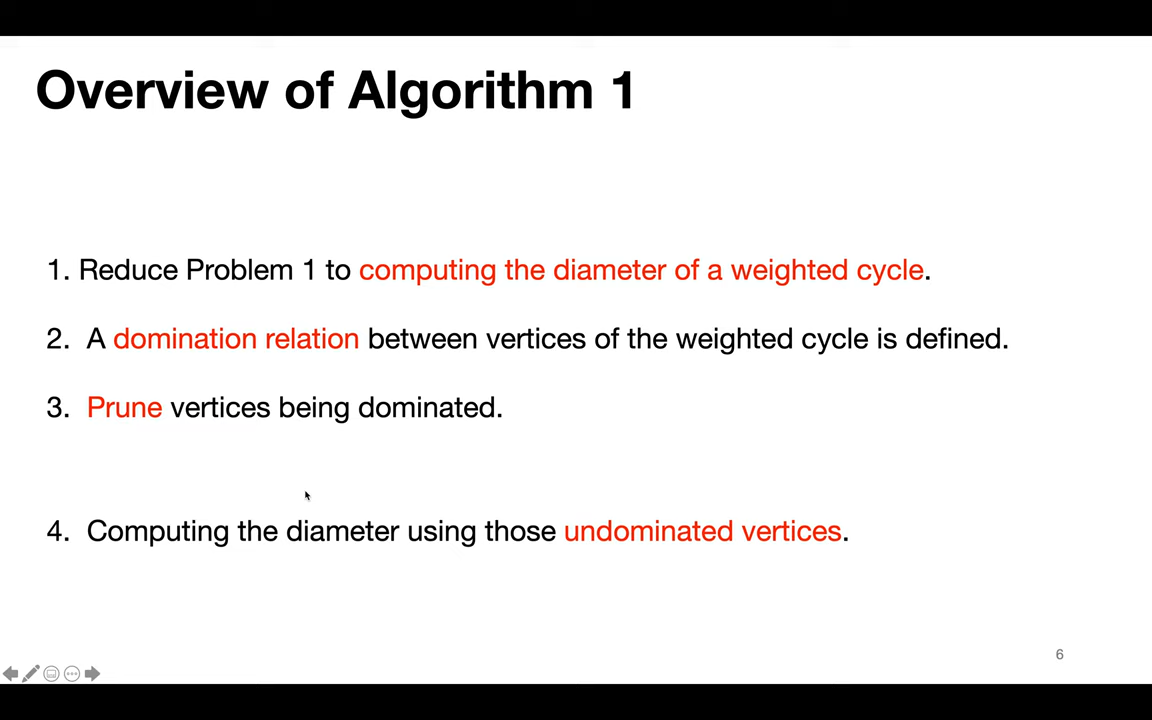 Overview of Algorithm 1
1. Reduce Problem 1 to computing the diameter of a weighted cycle.
2. A domination relation between vertices of the weighted cycle is defined.
3. Prune vertices being dominated.
4. Computing the diameter using those undominated vertices.
6